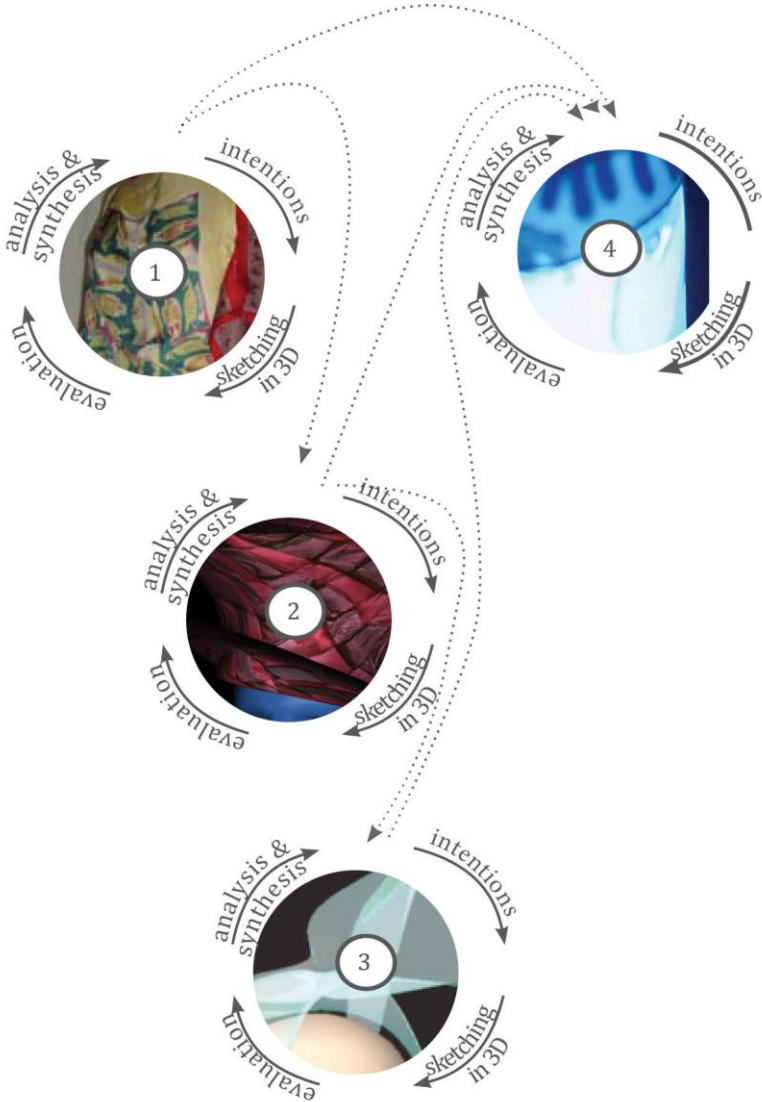 analysis &
synthesis
intentions
1
sketching
in 3D
evaluation
analysis &
synthesis
intentions
4
sketching
in 3D
evaluation
analysis &
synthesis
intentions
2
sketching
in 3D
evaluation
analysis &
synthesis
intentions
3
sketching
in 3D
evaluation